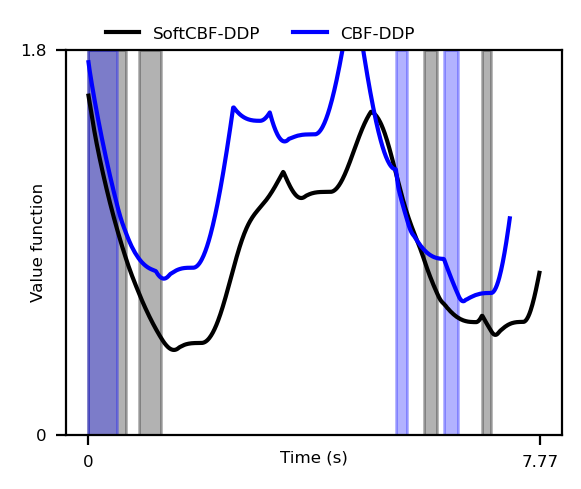 SoftCBF-DDP CBF-DDP
1.8
Value function
0
0 Time (s) 7.77